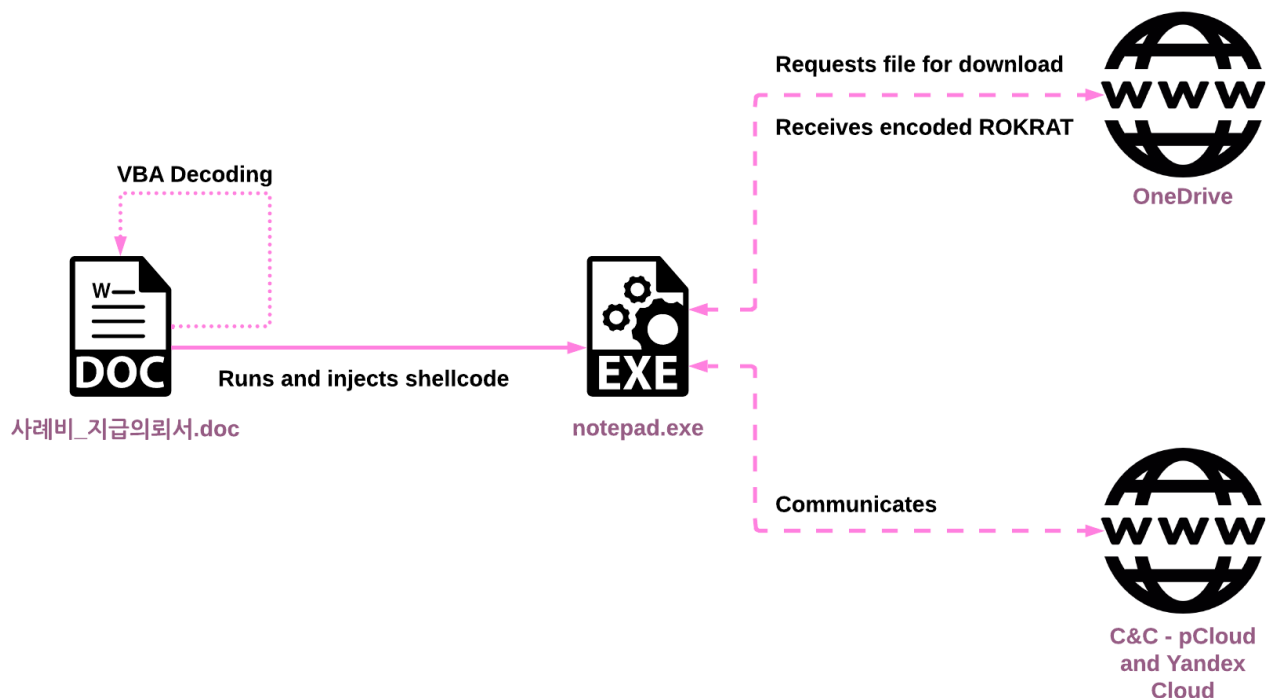 Requests file for download
WWW
Receives encoded ROKRAT
OneDrive
VBA Decoding
W
DOC
Runs and injects shellcode
사례비_지급의뢰서.doc
EXE
notepad.exe
Communicates
WWW
C&C - pCloud
and Yandex
Cloud